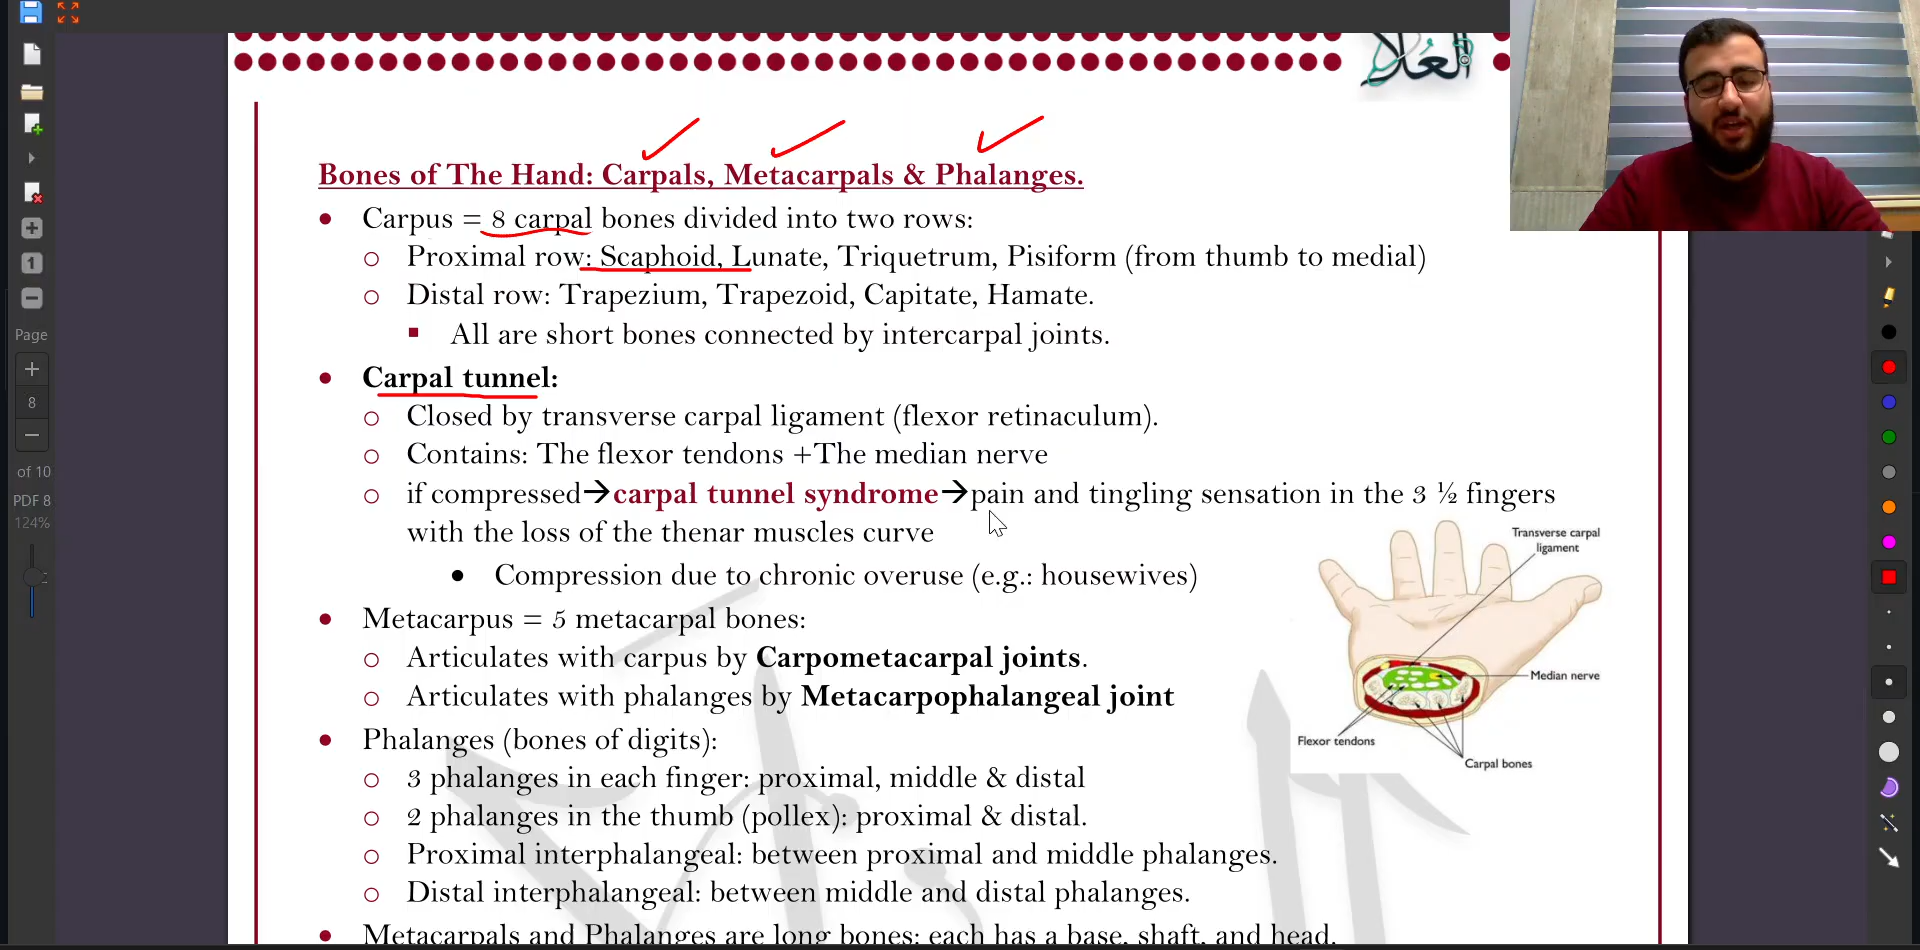 العُلا
Bones of The Hand: Carpals, Metacarpals & Phalanges.
• Carpus = 8 carpal bones divided into two rows:
o Proximal row: Scaphoid, Lunate, Triquetrum, Pisiform (from thumb to medial)
o Distal row: Trapezium, Trapezoid, Capitate, Hamate.
▪ All are short bones connected by intercarpal joints.
• Carpal tunnel:
o Closed by transverse carpal ligament (flexor retinaculum).
o Contains: The flexor tendons +The median nerve
o if compressed→carpal tunnel syndrome→pain and tingling sensation in the 3 ½ fingers
with the loss of the thenar muscles curve
• Compression due to chronic overuse (e.g.: housewives)
Transverse carpal
ligament
Median nerve
Flexor tendons
Carpal bones
• Metacarpus = 5 metacarpal bones:
o Articulates with carpus by Carpometacarpal joints.
o Articulates with phalanges by Metacarpophalangeal joint
• Phalanges (bones of digits):
o 3 phalanges in each finger: proximal, middle & distal
o 2 phalanges in the thumb (pollex): proximal & distal.
o Proximal interphalangeal: between proximal and middle phalanges.
o Distal interphalangeal: between middle and distal phalanges.
• Metacarpals and Phalanges are long bones: each has a base, shaft, and head.
1
Page
8
of 10
PDF 8
124%